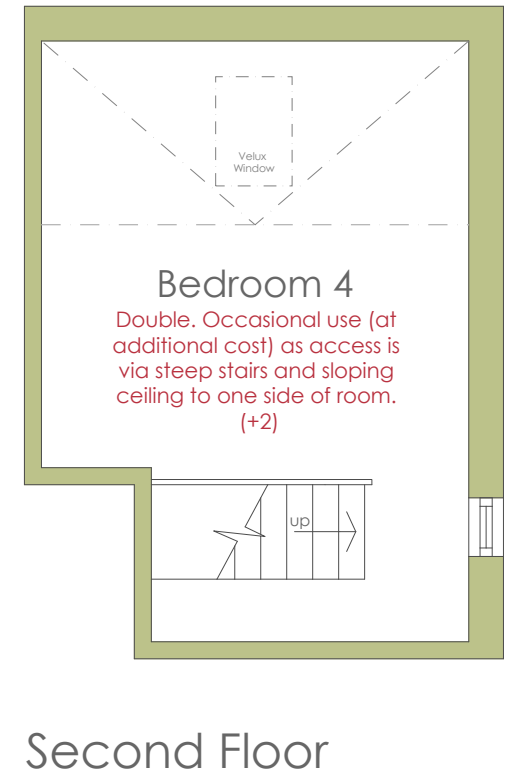 Velux
Window
Bedroom 4
Double. Occasional use (at
additional cost) as access is
via steep stairs and sloping
ceiling to one side of room.
(+2)
up
Second Floor